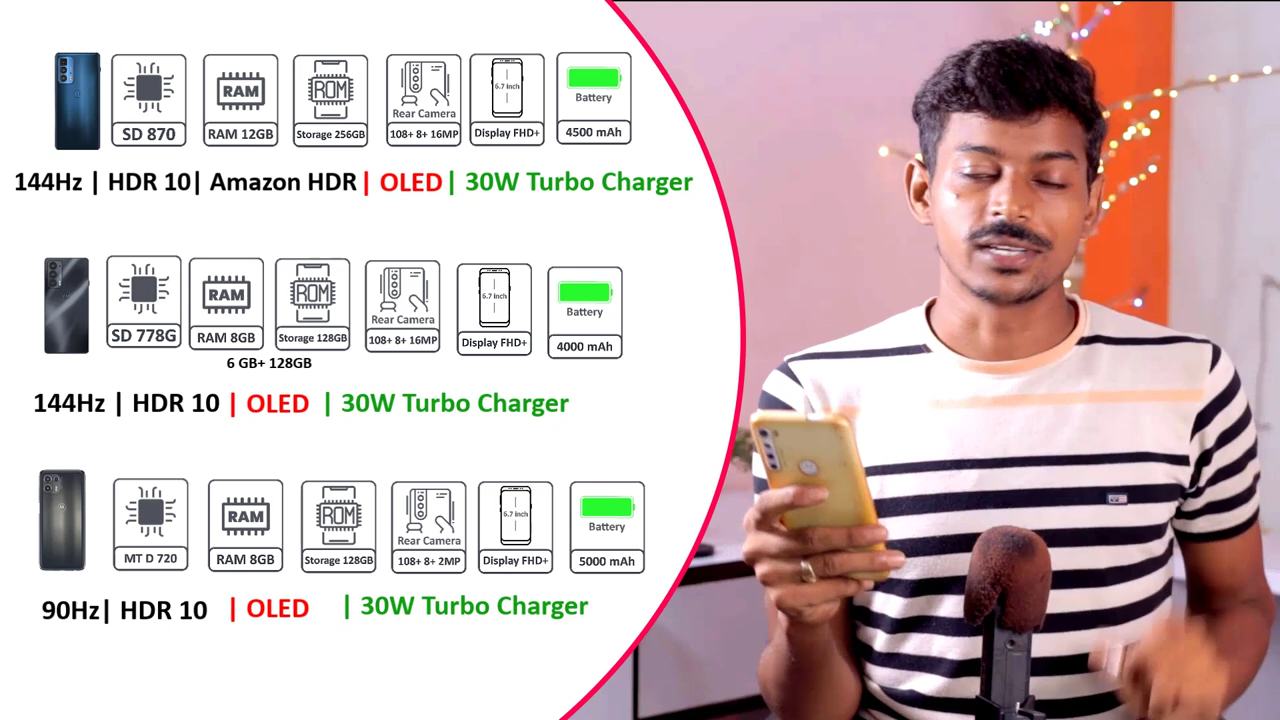 RAM
ROM
Rear Camera
6.7 inch
Battery
SD 870
RAM 12GB
Storage 256GB
108+ 8+ 16MP
Display FHD+
4500 mAh
144Hz | HDR 10| Amazon HDR | OLED | 30W Turbo Charger
RAM
ROM
Rear Camera
6.7 inch
Battery
SD 778G
RAM 8GB
Storage 128GB
108+ 8+ 16MP
Display FHD+
4000 mAh
6 GB+ 128GB
144Hz | HDR 10 | OLED | 30W Turbo Charger
RAM
ROM
Rear Camera
6.7 inch
Battery
MT D 720
RAM 8GB
Storage 128GB
108+ 8+ 2MP
Display FHD+
5000 mAh
90Hz| HDR 10 | OLED | 30W Turbo Charger